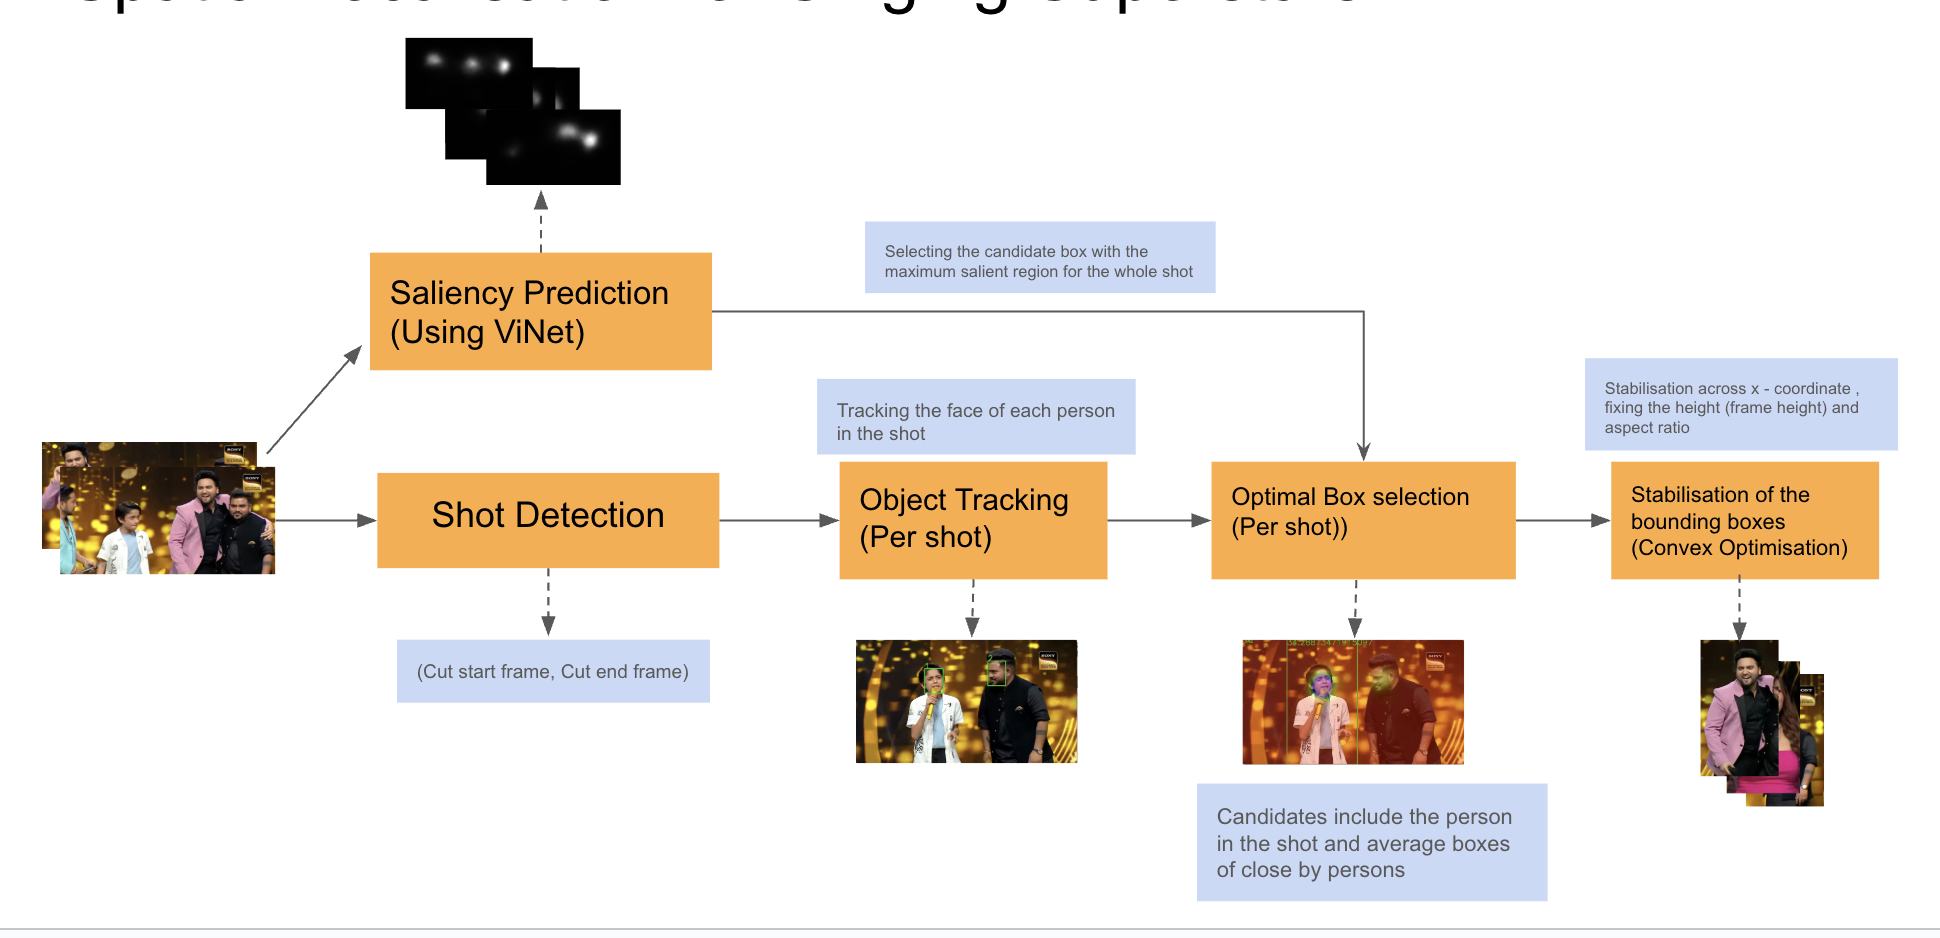 Saliency Prediction
(Using ViNet)
Selecting the candidate box with the
maximum salient region for the whole shot
Tracking the face of each person
in the shot
Stabilisation across x - coordinate ,
fixing the height (frame height) and
aspect ratio
Shot Detection
Object Tracking
(Per shot)
Optimal Box selection
(Per shot))
Stabilisation of the
bounding boxes
(Convex Optimisation)
(Cut start frame, Cut end frame)
Candidates include the person
in the shot and average boxes
of close by persons
SONY
SONY
SONY